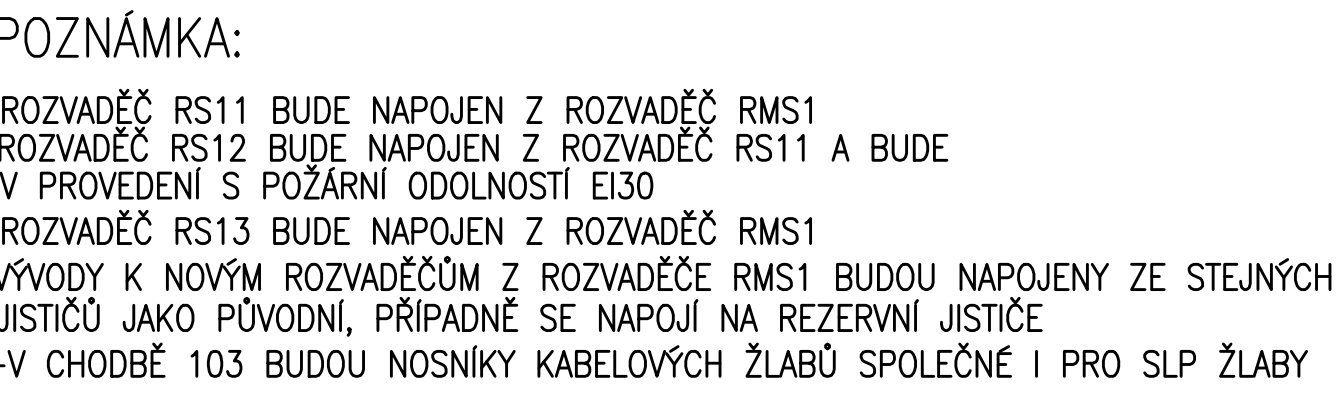 POZNÁMKA:
ROZVADĚČ RS11 BUDE NAPOJEN Z ROZVADĚČ RMS1
ROZVADĚČ RS12 BUDE NAPOJEN Z ROZVADĚČ RS11 A BUDE
V PROVEDENÍ S POŽÁRNÍ ODOLNOSTÍ EI30
ROZVADĚČ RS13 BUDE NAPOJEN Z ROZVADĚČ RMS1
VÝVODY K NOVÝM ROZVADĚČŮM Z ROZVADĚČE RMS1 BUDOU NAPOJENY ZE STEJNÝCH
JISTIČŮ JAKO PŮVODNÍ, PŘÍPADNĚ SE NAPOJÍ NA REZERVNÍ JISTIČE
-V CHODBĚ 103 BUDOU NOSNÍKY KABELOVÝCH ŽLABŮ SPOLEČNÉ I PRO SLP ŽLABY